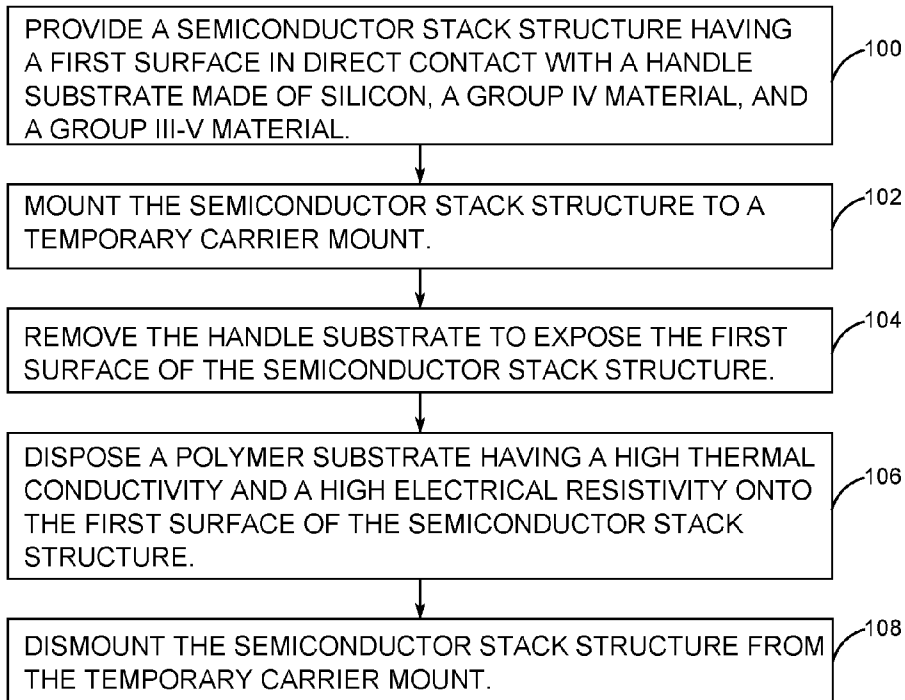 PROVIDE A SEMICONDUCTOR STACK STRUCTURE HAVING
A FIRST SURFACE IN DIRECT CONTACT WITH A HANDLE
SUBSTRATE MADE OF SILICON, A GROUP IV MATERIAL, AND
A GROUP III-V MATERIAL.
100
MOUNT THE SEMICONDUCTOR STACK STRUCTURE TO A
TEMPORARY CARRIER MOUNT.
102
REMOVE THE HANDLE SUBSTRATE TO EXPOSE THE FIRST
SURFACE OF THE SEMICONDUCTOR STACK STRUCTURE.
104
DISPOSE A POLYMER SUBSTRATE HAVING A HIGH THERMAL
CONDUCTIVITY AND A HIGH ELECTRICAL RESISTIVITY ONTO
THE FIRST SURFACE OF THE SEMICONDUCTOR STACK
STRUCTURE.
106
DISMOUNT THE SEMICONDUCTOR STACK STRUCTURE FROM
THE TEMPORARY CARRIER MOUNT.
108